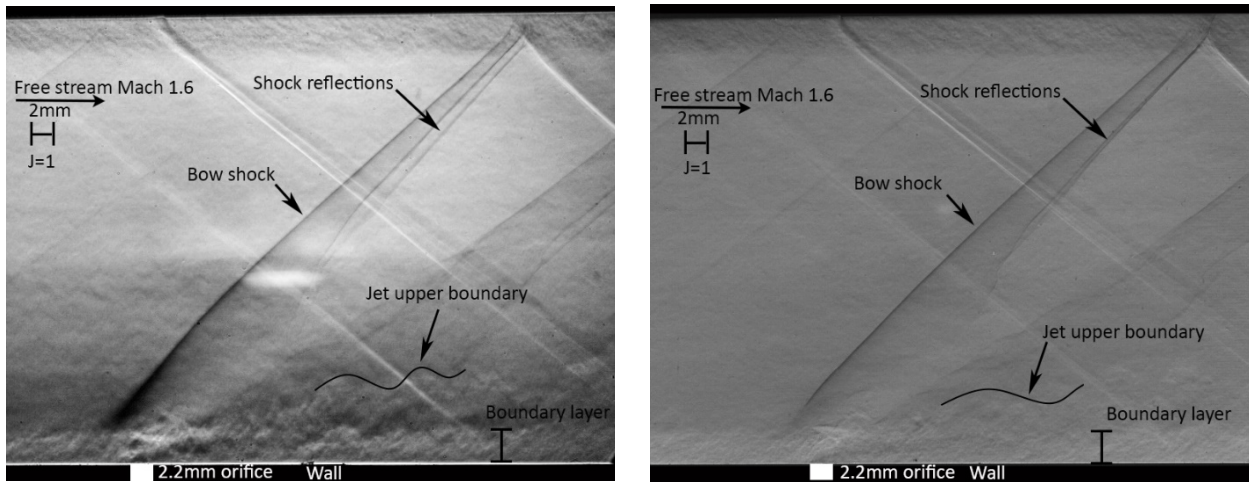 Free stream Mach 1.6
2mm
J=1
Shock reflections
Bow shock
Jet upper boundary
Boundary layer
2.2mm orifice
Wall
Free stream Mach 1.6
2mm
J=1
Shock reflections
Bow shock
Jet upper boundary
Boundary layer
2.2mm orifice
Wall